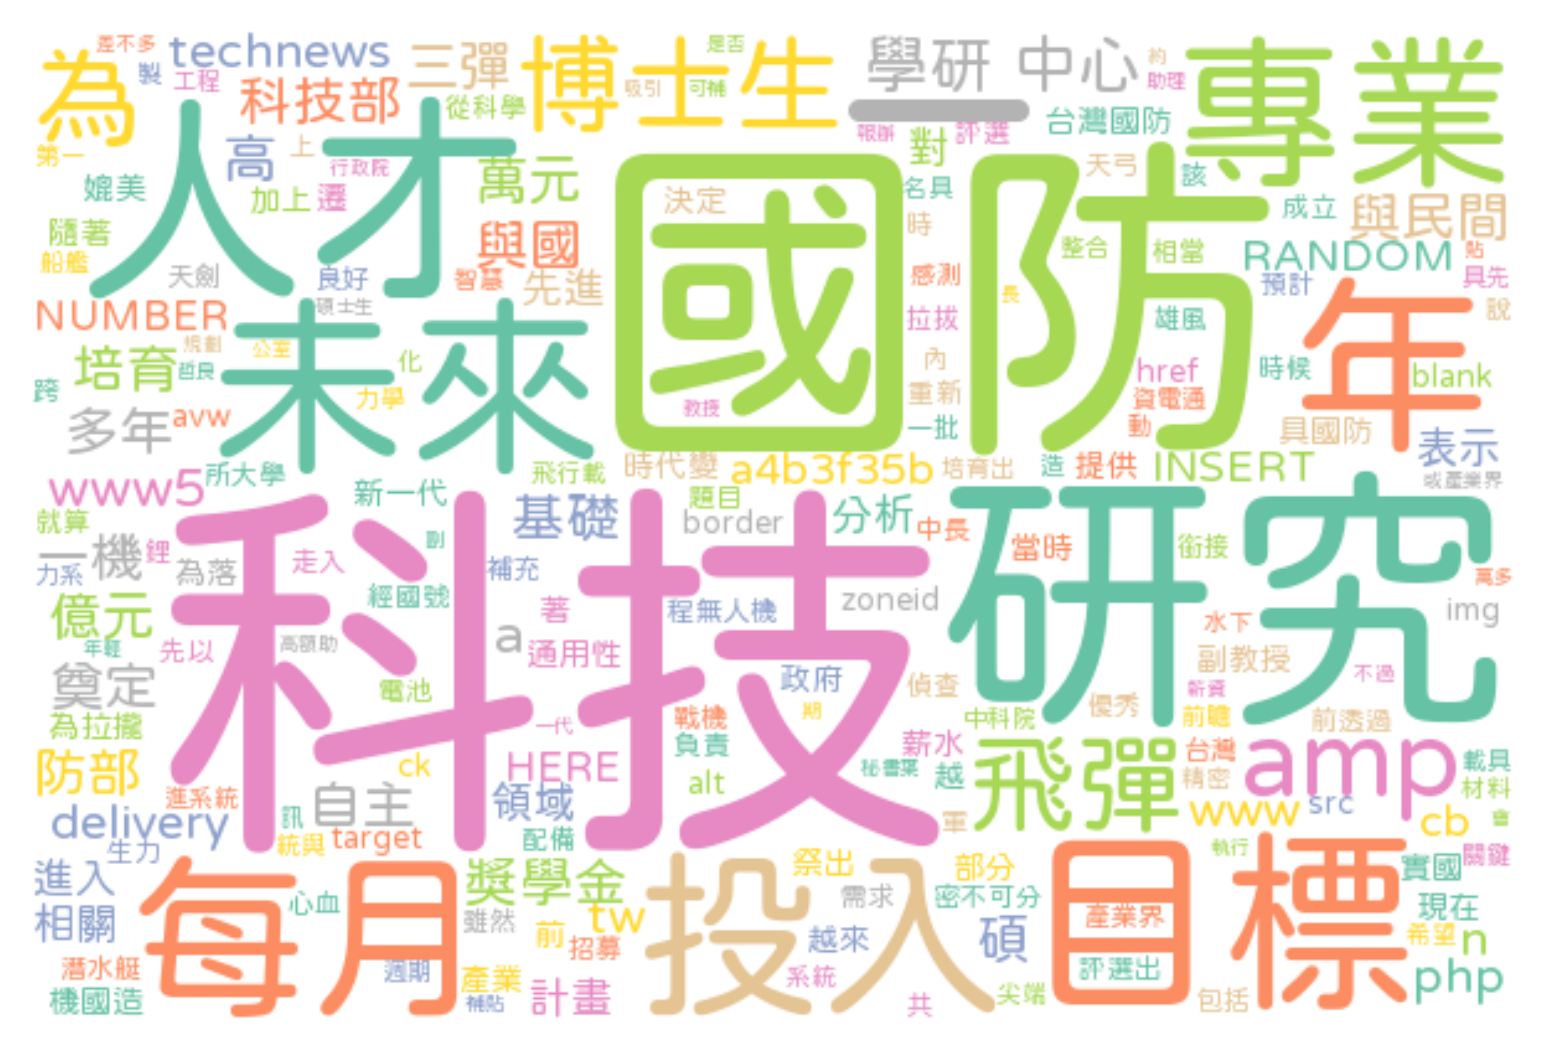 差不多
technews
三彈
博士生
是否
學研 中心
約
助理
專業
為
製
工程
科技部
從科學
吸引
可補
台灣國防
第一
人才
高
上
行政院
萬元
國防
報辦
評選
對
天弓
該
媲美
加上
決定
名具
成立
與民間
隨著
與國
時
整合
相當
RANDOM
船艦
天劍
良好
智慧
先進
感測
長
預計
具先
NUMBER
碩士生
未來
拉拔
雄風
年
說
培育
規劃
公室
化
內
href
時候
blank
跨
力學
重新
資電通
多年
avw
教授
一批
動
具國防
表示
所大學
飛行載
時代變
a4b3f35b
培育出
造
提供
INSERT
或產業界
www5
新一代
題目
科技
基礎
border
分析
中長
研究
就算
副
當時
銜接
一機
鋰
走入
補充
力系
為落
經國號
著
程無人機
zoneid
萬多
億元
a
水下
img
年輕
先以
高額助
通用性
副教授
奠定
電池
政府
偵查
薪資
不過
為拉攏
一代
期
戰機
中科院
優秀
前瞻
前透過
防部
ck
HERE
負責
薪水
飛彈
台灣
amp
載具
alt
越
精密
材料
進系統
自主
領域
軍
www
src
cb
會
delivery
訊
target
配備
統與
生力
執行
關鍵
進入
每月
獎學金
投入
祭出
部分
目標
實國
心血
需求
密不可分
產業界
現在
相關
雖然
tw
前
越來
碩
希望
n
招募
潛水艇
週期
產業
系統
評選出
php
機國造
補貼
計畫
共
尖端
包括